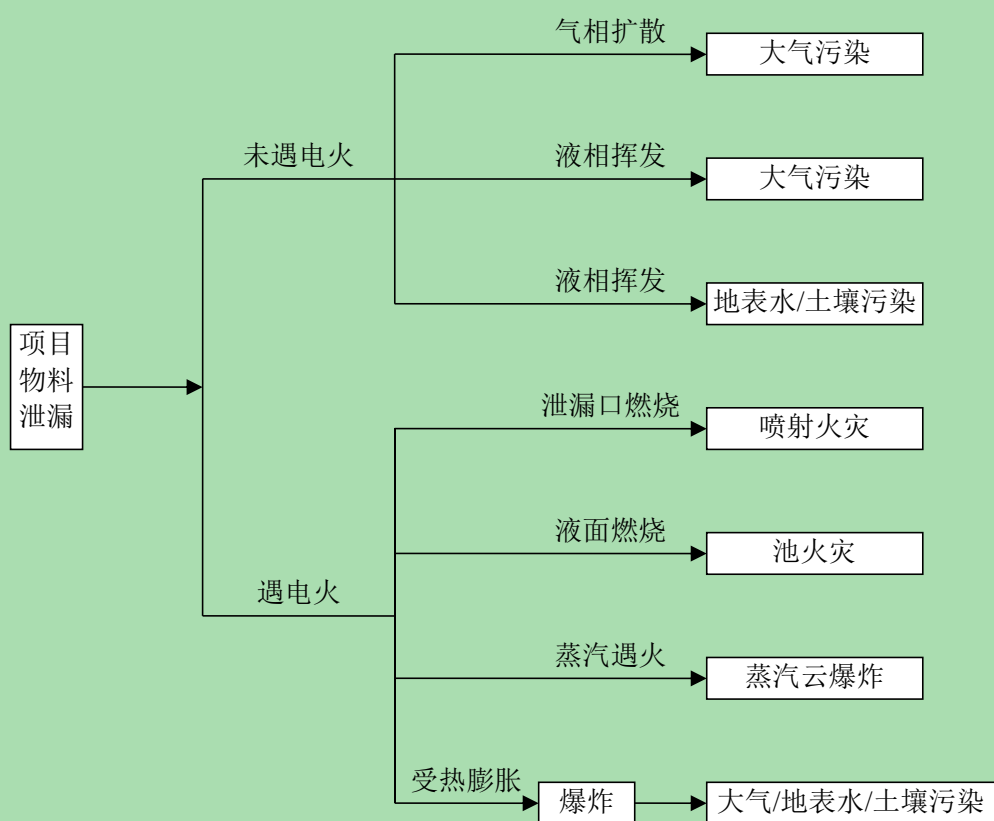 气相扩散
大气污染
未遇电火
液相挥发
大气污染
液相挥发
地表水/土壤污染
项目
物料
泄漏
泄漏口燃烧
喷射火灾
液面燃烧
池火灾
遇电火
蒸汽遇火
蒸汽云爆炸
受热膨胀
爆炸
大气/地表水/土壤污染